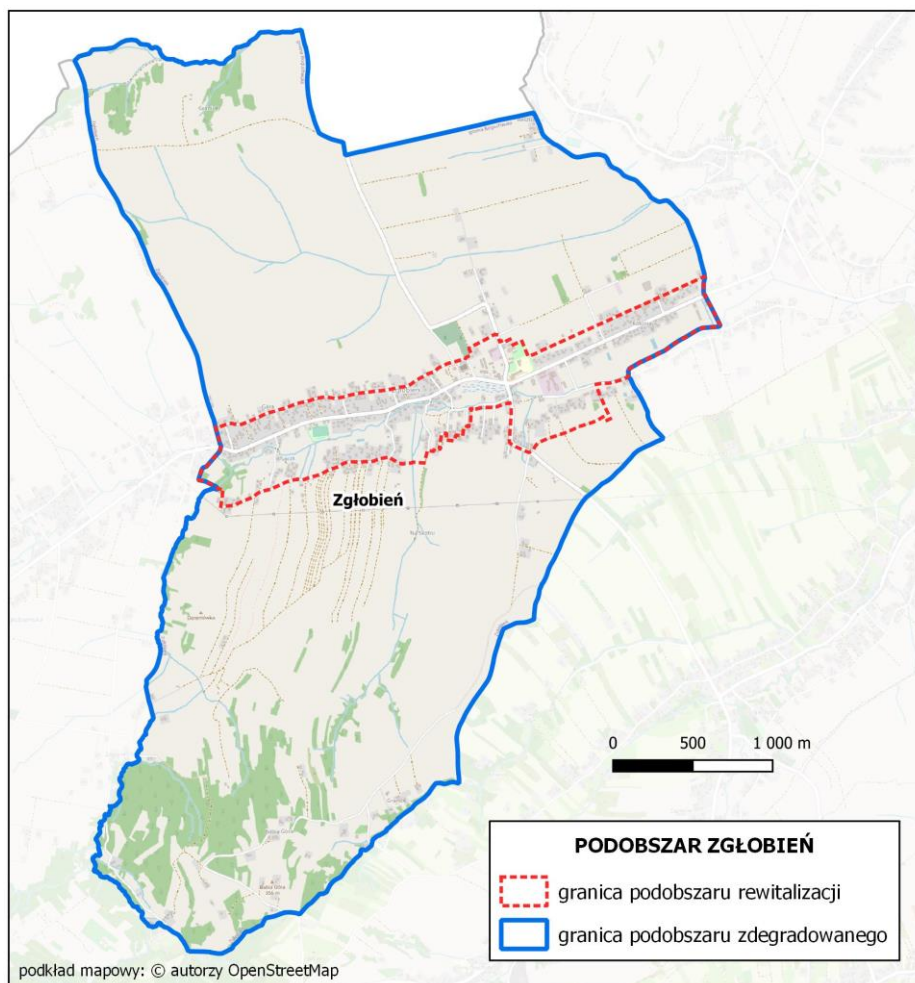 Zgłobień
0 500 1 000 m
PODOBSZAR ZGŁOBIEŃ
granica podobszaru rewitalizacji
granica podobszaru zdegradowanego
podkład mapowy: © autorzy OpenStreetMap